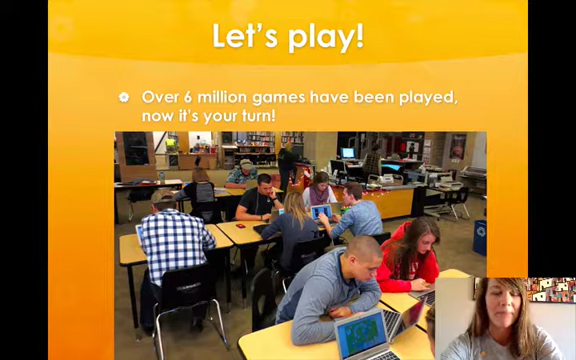 Let's play!
Over 6 million games have been played,
now it's your turn!